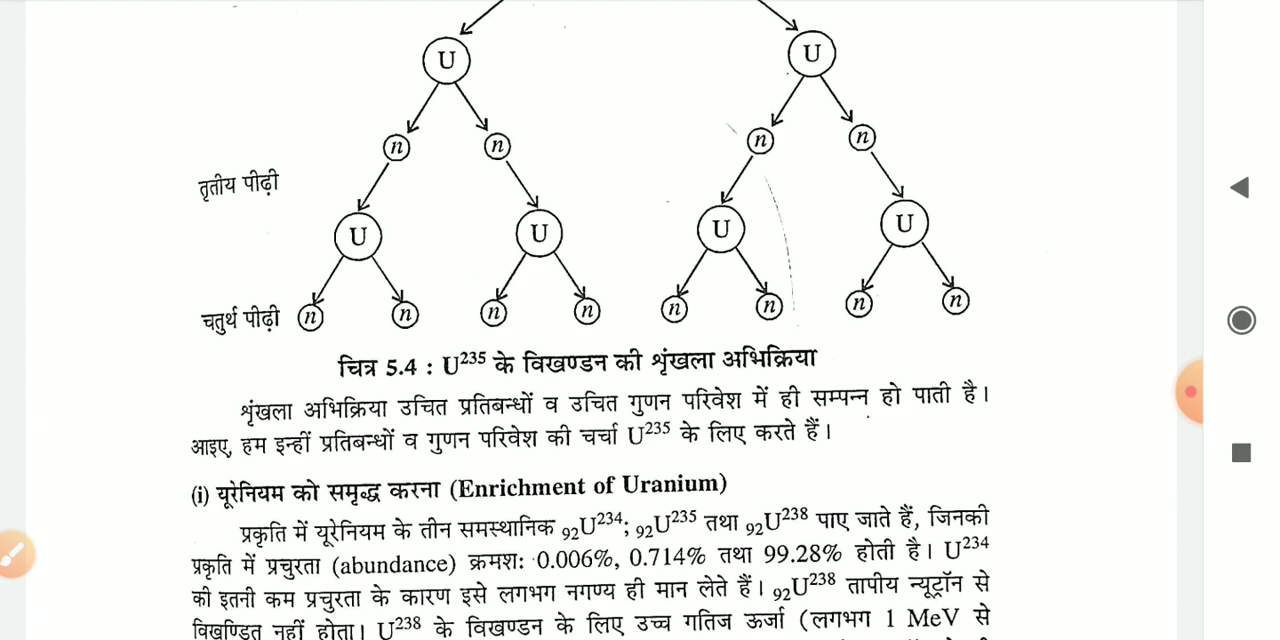 U U
n n n n
तृतीय पीढ़ी
U U U U
चतुर्थ पीढ़ी n n n n n n n n
चित्र 5.4 : U²³⁵ के विखण्डन की शृंखला अभिक्रिया
शृंखला अभिक्रिया उचित प्रतिबन्धों व उचित गुणन परिवेश में ही सम्पन्न हो पाती है।
आइए, हम इन्हीं प्रतिबन्धों व गुणन परिवेश की चर्चा U²³⁵ के लिए करते हैं।
(i) यूरेनियम को समृद्ध करना (Enrichment of Uranium)
प्रकृति में यूरेनियम के तीन समस्थानिक ₉₂U²³⁴; ₉₂U²³⁵ तथा ₉₂U²³⁸ पाए जाते हैं, जिनकी
प्रकृति में प्रचुरता (abundance) क्रमश: 0.006%, 0.714% तथा 99.28% होती है। U²³⁴
की इतनी कम प्रचुरता के कारण इसे लगभग नगण्य ही मान लेते हैं। ₉₂U²³⁸ तापीय न्यूट्रॉन से
विखण्डित नहीं होता। U²³⁸ के विखण्डन के लिए उच्च गतिज ऊर्जा (लगभग 1 MeV से